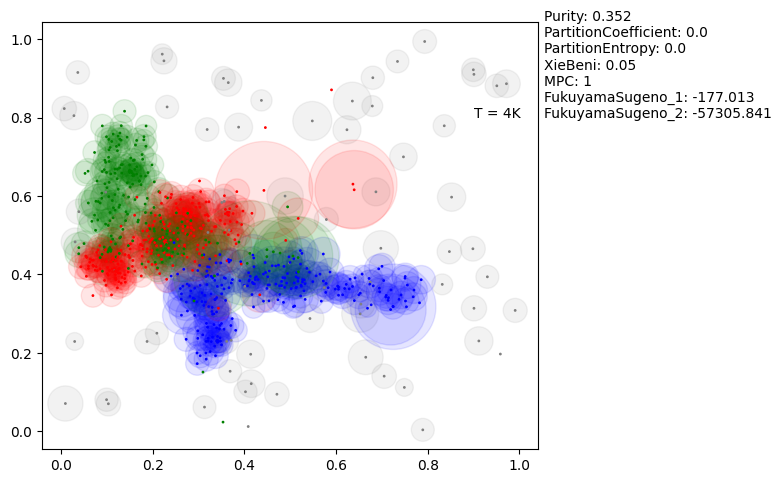 Purity: 0.352
PartitionCoefficient: 0.0
PartitionEntropy: 0.0
XieBeni: 0.05
MPC: 1
FukuyamaSugeno_1: -177.013
FukuyamaSugeno_2: -57305.841
T = 4K
1.0
0.8
0.6
0.4
0.2
0.0
0.0 0.2 0.4 0.6 0.8 1.0